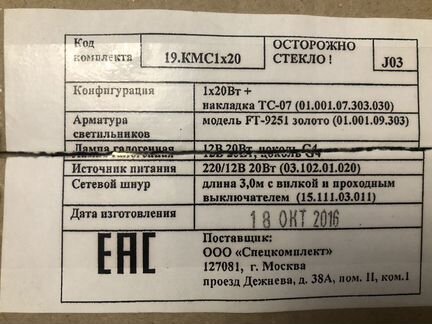 Код комплекта
19.КМС1х20
ОСТОРОЖНО СТЕКЛО !
J03
Конфигурация
1х20Вт + накладка ТС-07 (01.001.07.303.030)
Арматура светильников
модель FT-9251 золото (01.001.09.303)
Лампа галогенная
12В 20Вт, цоколь G4
Источник питания
220/12В 20Вт (03.102.01.020)
Сетевой шнур
длина 3,0м с вилкой и проходным выключателем (15.111.03.011)
Дата изготовления
18 ОКТ 2016
ЕАС
Поставщик:
ООО «Спецкомплект»
127081, г. Москва
проезд Дежнева, д. 38А, пом. II, ком.1